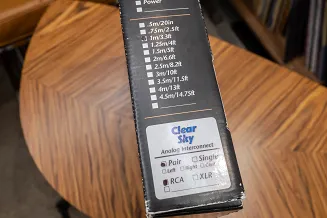 Power
.5m/20in
.75m/2.5ft
1m/3.3ft
1.25m/4ft
1.5m/5ft
2m/6.6ft
2.5m/8.2ft
3m/10ft
3.5m/11.5ft
4m/13ft
4.5m/14.75ft
Clear
Sky
Analog Interconnect
Pair Single
Left Right
RCA XLR